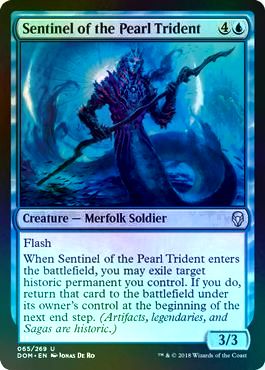 Sentinel of the Pearl Trident 4
Creature — Merfolk Soldier
Flash
When Sentinel of the Pearl Trident enters
the battlefield, you may exile target
historic permanent you control. If you do,
return that card to the battlefield under
its owner's control at the beginning of the
next end step. (Artifacts, legendaries, and
Sagas are historic.)
3/3
065/269 U
DOM • EN Jonas De Ro
™ & © 2018 Wizards of the Coast